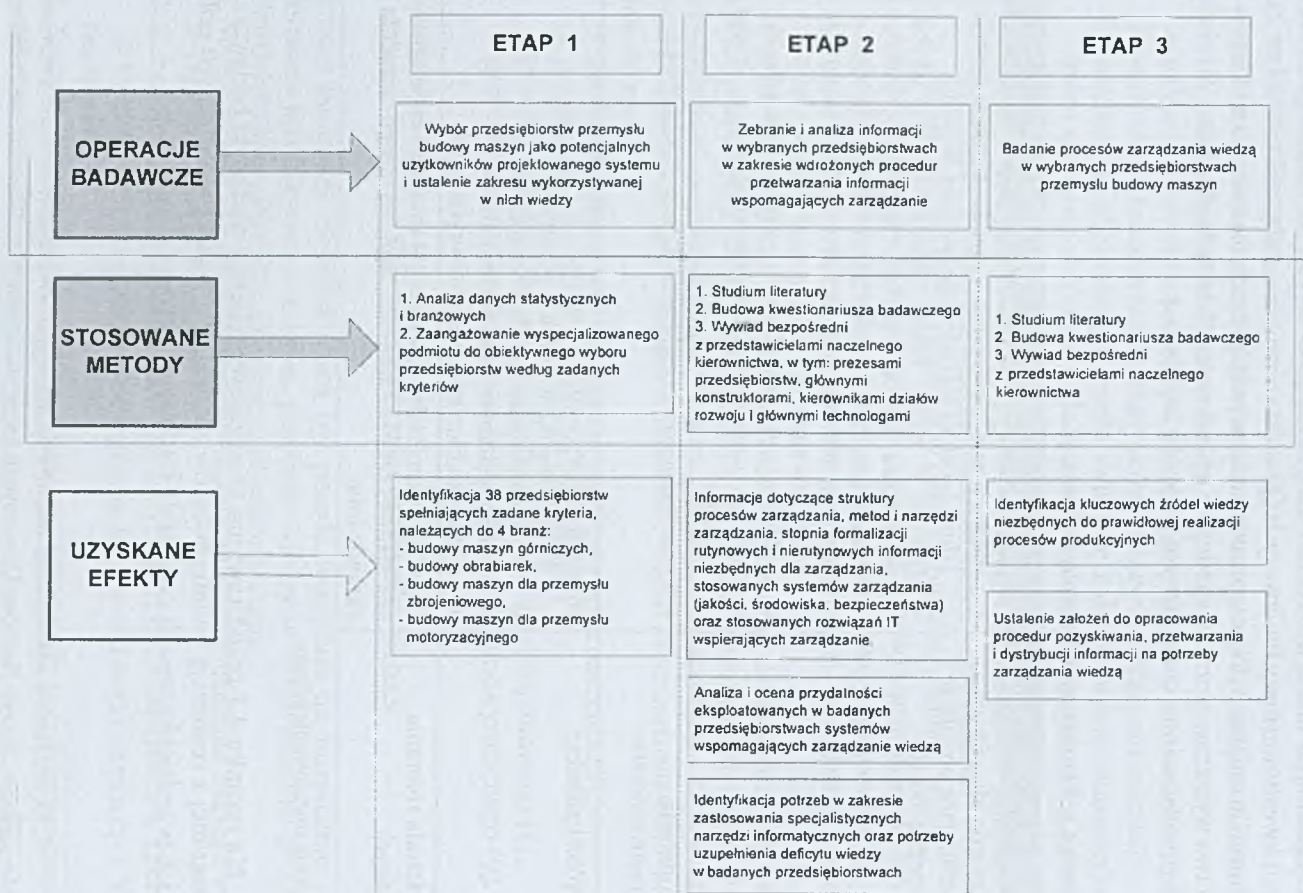 ETAP 1
ETAP 2
ETAP 3
OPERACJE
BADAWCZE
Wybór przedsiębiorstw przemysłu
budowy maszyn jako potencjalnych
użytkowników projektowanego systemu
i ustalenie zakresu wykorzystywanej
w nich wiedzy
Zebranie i analiza informacji
w wybranych przedsiębiorstwach
w zakresie wdrożonych procedur
przetwarzania informacji
wspomagających zarządzanie
Badanie procesów zarządzania wiedzą
w wybranych przedsiębiorstwach
przemysłu budowy maszyn
STOSOWANE
METODY
1. Analiza danych statystycznych
i branżowych
2. Zaangażowanie wyspecjalizowanego
podmiotu do obiektywnego wyboru
przedsiębiorstw według zadanych
kryteriów
1. Studium literatury
2. Budowa kwestionariusza badawczego
3. Wywiad bezpośredni
z przedstawicielami naczelnego
kierownictwa, w tym: prezesami
przedsiębiorstw, głównymi
konstruktorami, kierownikami działów
rozwoju i głównymi technologami
1. Studium literatury
2. Budowa kwestionariusza badawczego
3. Wywiad bezpośredni
z przedstawicielami naczelnego
kierownictwa
UZYSKANE
EFEKTY
Identyfikacja 38 przedsiębiorstw
spełniających zadane kryteria,
należących do 4 branż:
- budowy maszyn górniczych,
- budowy obrabiarek,
- budowy maszyn dla przemysłu
zbrojeniowego,
- budowy maszyn dla przemysłu
motoryzacyjnego
Informacje dotyczące struktury
procesów zarządzania, metod i narzędzi
zarządzania, stopnia formalizacji
rutynowych i nierutynowych informacji
niezbędnych dla zarządzania,
stosowanych systemów zarządzania
(jakości, środowiska, bezpieczeństwa)
oraz stosowanych rozwiązań IT
wspierających zarządzanie
Analiza i ocena przydalności
eksploatowanych w badanych
przedsiębiorstwach systemów
wspomagających zarządzanie wiedzą
Identyfikacja potrzeb w zakresie
zastosowania specjalistycznych
narzędzi informatycznych oraz potrzeby
uzupełnienia deficytu wiedzy
w badanych przedsiębiorstwach
Identyfikacja kluczowych źródeł wiedzy
niezbędnych do prawidłowej realizacji
procesów produkcyjnych
Ustalenie założeń do opracowania
procedur pozyskiwania, przetwarzania
i dystrybucji informacji na potrzeby
zarządzania wiedzą